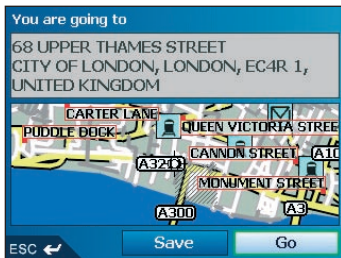 You are going to
68 UPPER THAMES STREET
CITY OF LONDON, LONDON, EC4R 1,
UNITED KINGDOM
CARTER LANE
PUDDLE DOCK
QUEEN VICTORIA STREE
A3211
CANNON STREET
A10
MONUMENT STREET
A300
A3
ESC
Save
Go